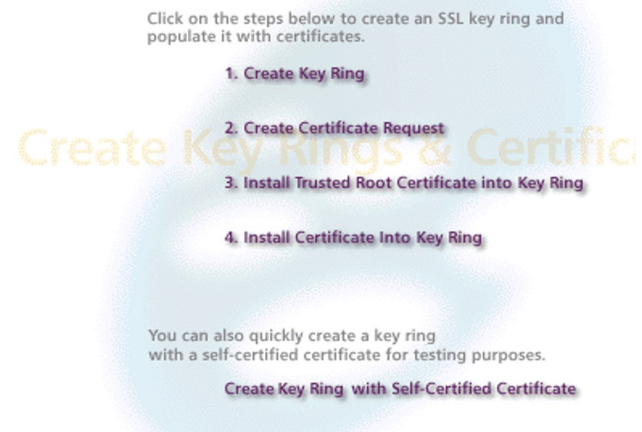 Click on the steps below to create an SSL key ring and
populate it with certificates.
1. Create Key Ring
2. Create Certificate Request
Create Key Rings & Certifica
3. Install Trusted Root Certificate into Key Ring
4. Install Certificate Into Key Ring
You can also quickly create a key ring
with a self-certified certificate for testing purposes.
Create Key Ring with Self-Certified Certificate